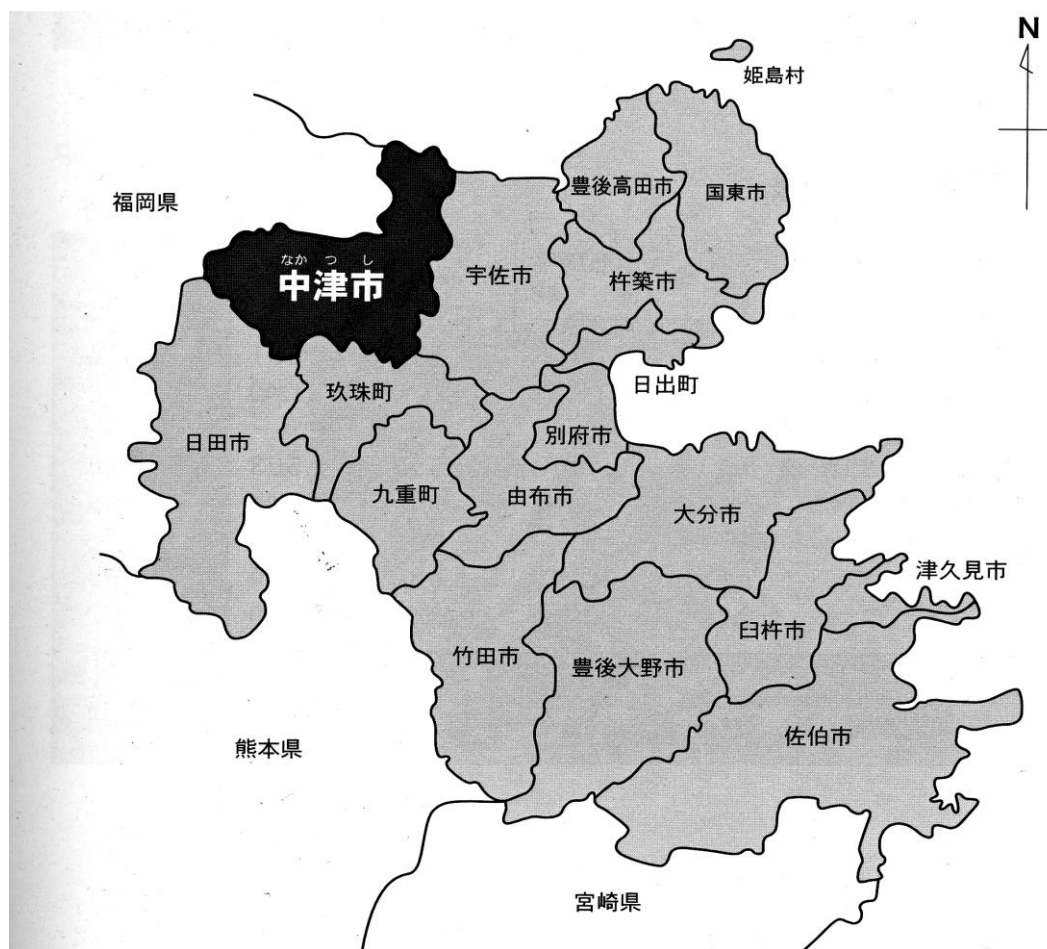 N
姫島村
豊後高田市
国東市
福岡県
なかつし
中津市
宇佐市
杵築市
日出町
玖珠町
日田市
別府市
九重町
由布市
大分市
津久見市
臼杵市
竹田市
豊後大野市
佐伯市
熊本県
宮崎県